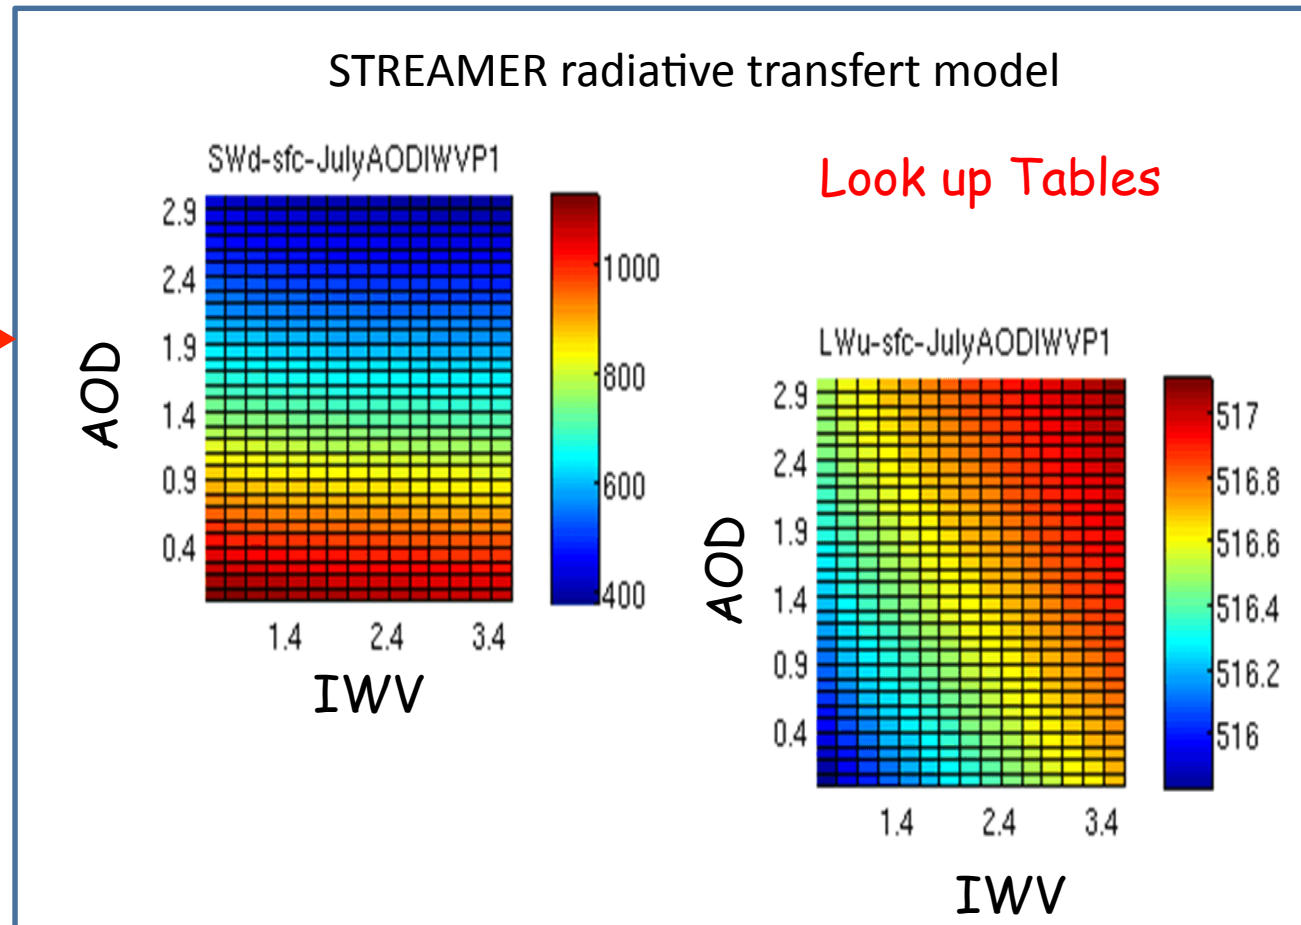 STREAMER radiative transfert model
SWd-sfc-JulyAODIWVP1
Look up Tables
2.9
2.4
1.9
1.4
0.9
0.4
AOD
1.4 2.4 3.4
IWV
1000
800
600
400
LWu-sfc-JulyAODIWVP1
2.9
2.4
1.9
1.4
0.9
0.4
AOD
1.4 2.4 3.4
IWV
517
516.8
516.6
516.4
516.2
516